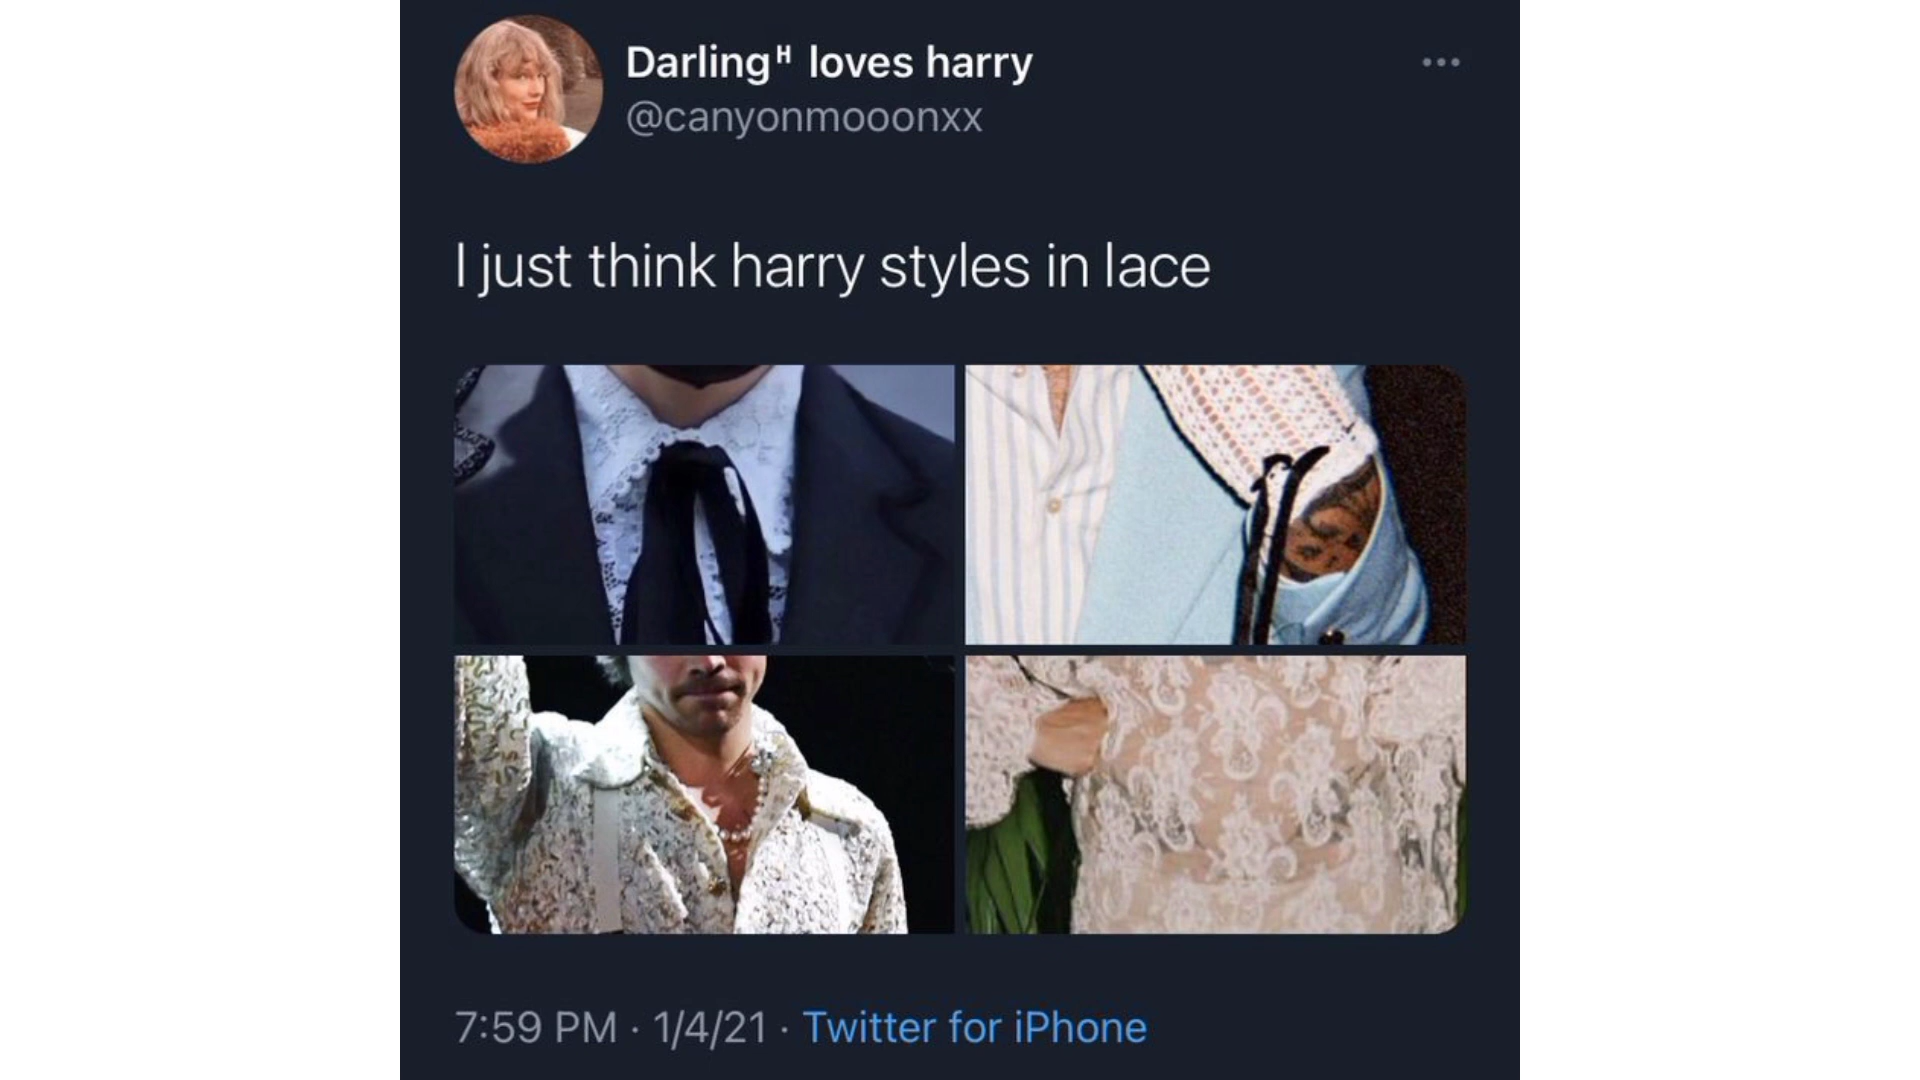 Darlingᴴ loves harry
@canyonmooonxx
I just think harry styles in lace
7:59 PM · 1/4/21 · Twitter for iPhone